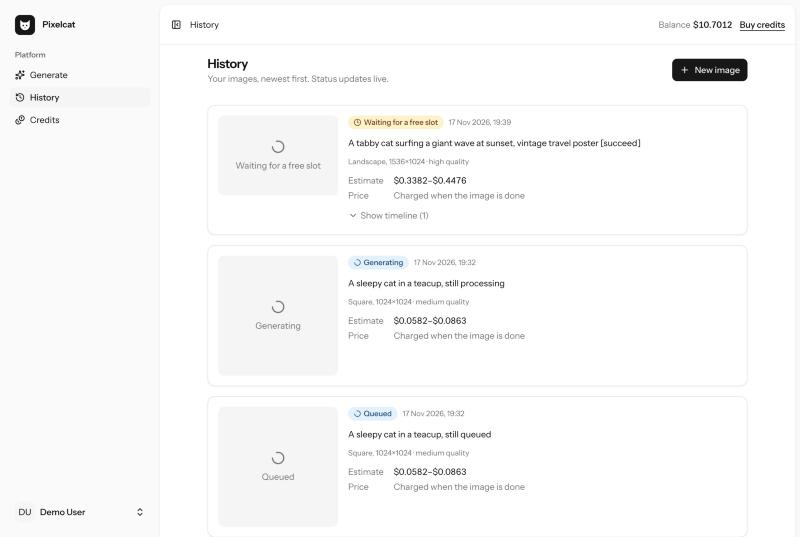 Pixelcat
Platform
Generate
History
Credits
DU Demo User
History
Balance $10.7012 Buy credits
History
Your images, newest first. Status updates live.
New image
Waiting for a free slot
Waiting for a free slot 17 Nov 2026, 19:39
A tabby cat surfing a giant wave at sunset, vintage travel poster [succeed]
Landscape, 1536×1024 · high quality
Estimate $0.3382–$0.4476
Price Charged when the image is done
Show timeline (1)
Generating
Generating 17 Nov 2026, 19:32
A sleepy cat in a teacup, still processing
Square, 1024×1024 · medium quality
Estimate $0.0582–$0.0863
Price Charged when the image is done
Queued
Queued 17 Nov 2026, 19:32
A sleepy cat in a teacup, still queued
Square, 1024×1024 · medium quality
Estimate $0.0582–$0.0863
Price Charged when the image is done